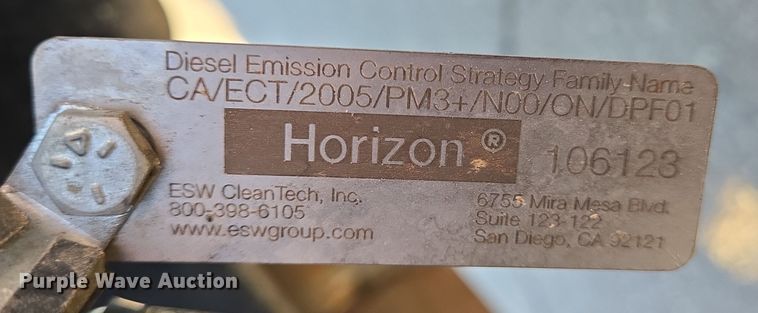 Diesel Emission Control Strategy Family Name
CA/ECT/2005/PM3+/N00/ON/DPF01
Horizon ® 106123
ESW CleanTech, Inc.
800-398-6105
www.eswgroup.com
6755 Mira Mesa Blvd.
Suite 123-122
San Diego, CA 92121
Purple Wave Auction